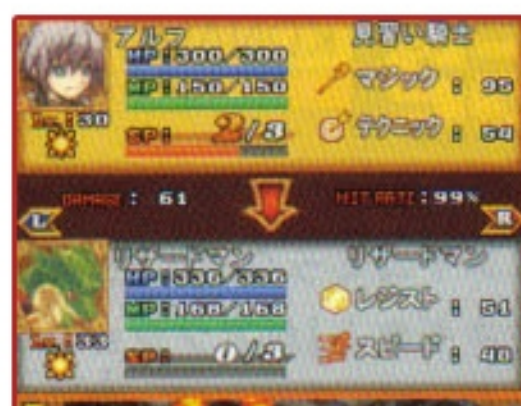 アルフ 見習い騎士
HP:300/300
MP:150/150 マジック : 95
Lv.:30 SP: 2/3 テクニック : 54
L DAMAGE : 61 HIT RATE : 99% R
リザードマン リザードマン
HP:336/336
MP:168/168 レジスト : 51
Lv.:33 SP: 0/3 スピード : 40